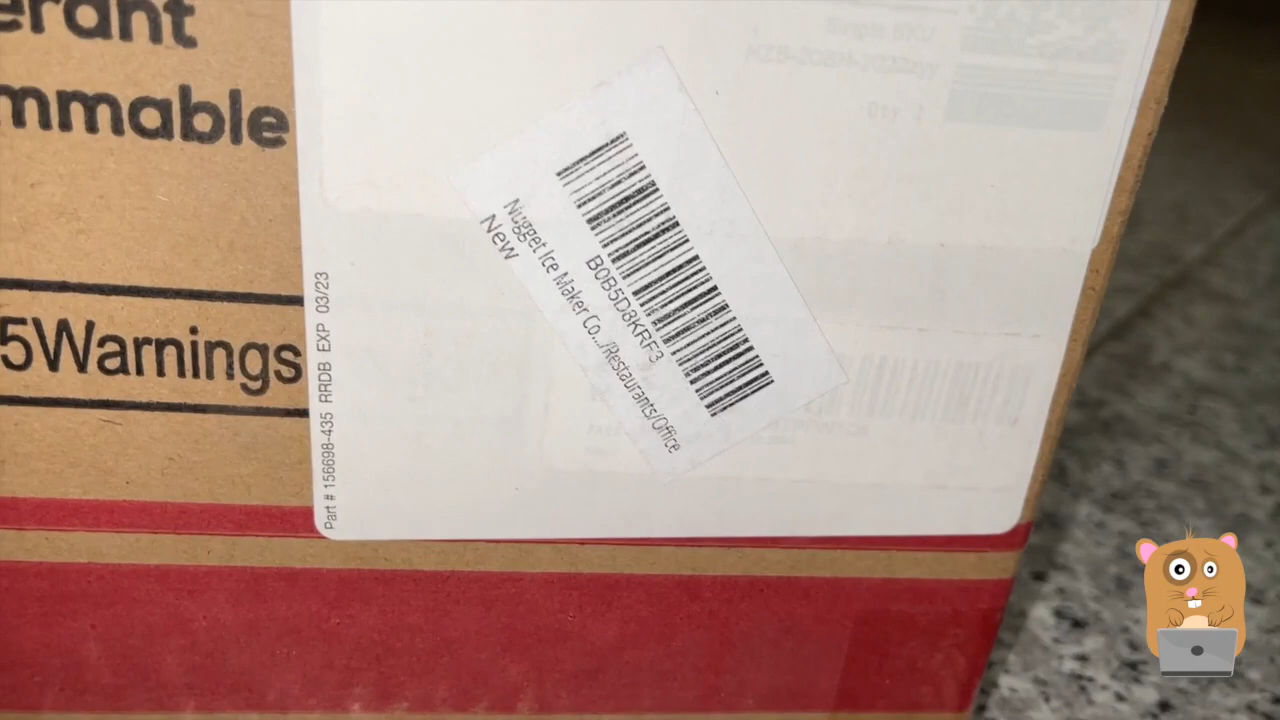 erant
mmable
5Warnings
Part # 156698-435 RRDB EXP 03/23
B0B5D8KRF3
Nugget Ice Maker Co.../Restaurants/Office
New